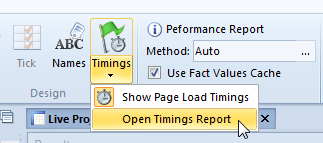 Peformance Report
Tick
Names
Timings
Method: Auto ...
Use Fact Values Cache
Design
Show Page Load Timings
Live Pro
Open Timings Report